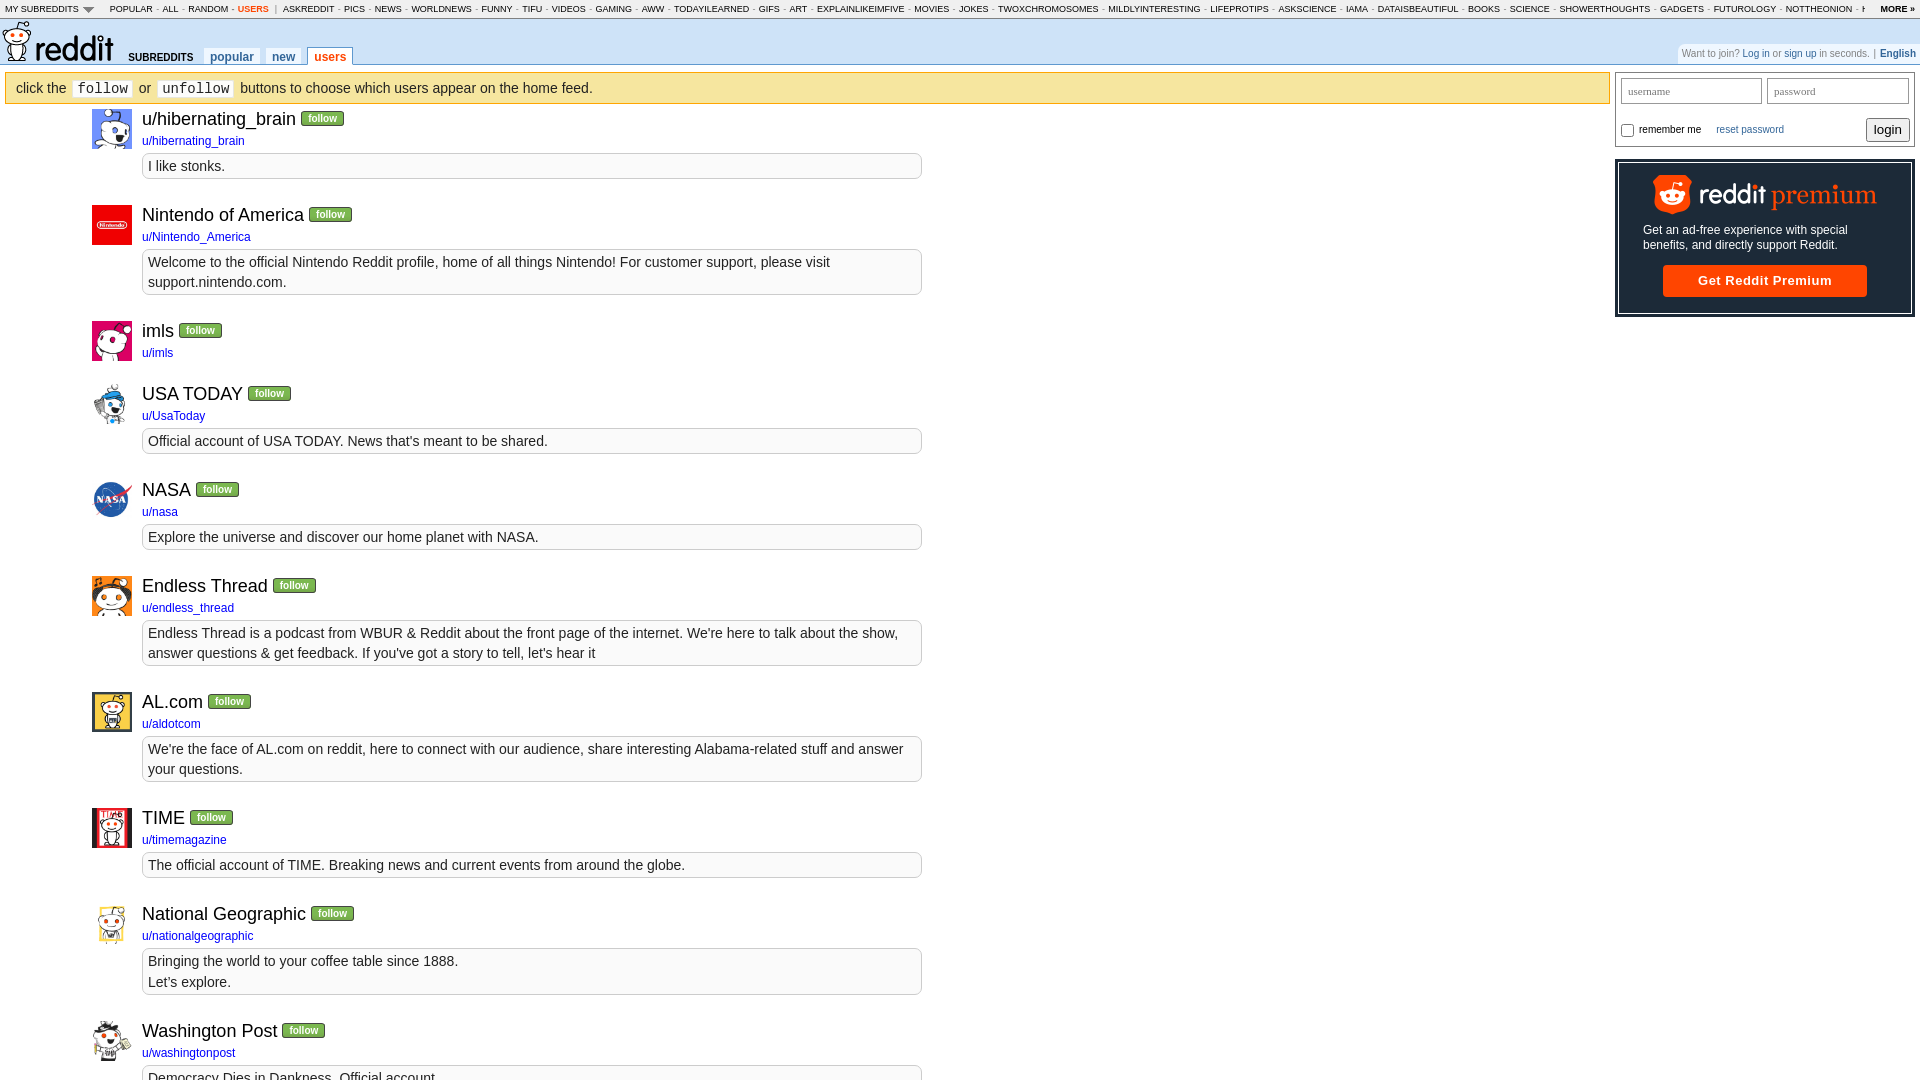 MY SUBREDDITS POPULAR - ALL - RANDOM - USERS | ASKREDDIT - PICS - NEWS - WORLDNEWS - FUNNY - TIFU - VIDEOS - GAMING - AWW - TODAYILEARNED - GIFS - ART - EXPLAINLIKEIMFIVE - MOVIES - JOKES - TWOXCHROMOSOMES - MILDLYINTERESTING - LIFEPROTIPS - ASKSCIENCE - IAMA - DATAISBEAUTIFUL - BOOKS - SCIENCE - SHOWERTHOUGHTS - GADGETS - FUTUROLOGY - NOTTHEONION - MORE »
reddit SUBREDDITS popular new users
Want to join? Log in or sign up in seconds. | English
click the follow or unfollow buttons to choose which users appear on the home feed.
username password
remember me reset password login
reddit premium
Get an ad-free experience with special
benefits, and directly support Reddit.
Get Reddit Premium
u/hibernating_brain follow
u/hibernating_brain
I like stonks.
Nintendo
Nintendo of America follow
u/Nintendo_America
Welcome to the official Nintendo Reddit profile, home of all things Nintendo! For customer support, please visit
support.nintendo.com.
imls follow
u/imls
USA TODAY follow
u/UsaToday
Official account of USA TODAY. News that's meant to be shared.
NASA
NASA follow
u/nasa
Explore the universe and discover our home planet with NASA.
Endless Thread follow
u/endless_thread
Endless Thread is a podcast from WBUR & Reddit about the front page of the internet. We're here to talk about the show,
answer questions & get feedback. If you've got a story to tell, let's hear it
AL.com follow
u/aldotcom
We're the face of AL.com on reddit, here to connect with our audience, share interesting Alabama-related stuff and answer
your questions.
TIME follow
u/timemagazine
The official account of TIME. Breaking news and current events from around the globe.
National Geographic follow
u/nationalgeographic
Bringing the world to your coffee table since 1888.
Let's explore.
Washington Post follow
u/washingtonpost
Democracy Dies in Dankness. Official account.